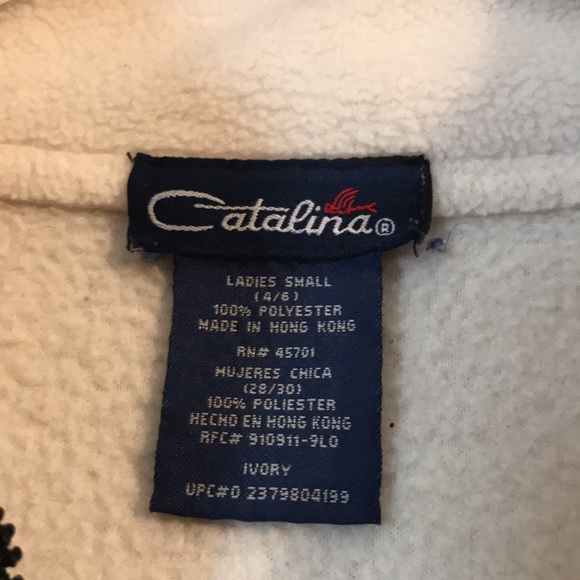 Catalina®
LADIES SMALL
(4/6)
100% POLYESTER
MADE IN HONG KONG
RN# 45701
MUJERES CHICA
(28/30)
100% POLIESTER
HECHO EN HONG KONG
RFC# 910911-9L0
IVORY
UPC#0 2379804199